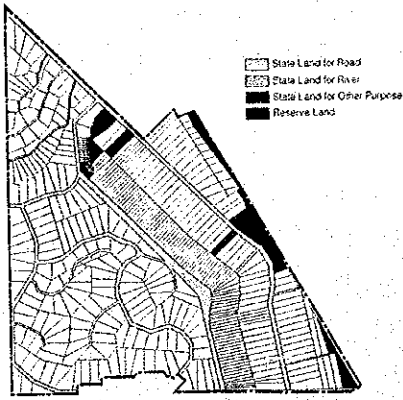 State Land for Road
State Land for River
State Land for Other Purpose
Reserve Land